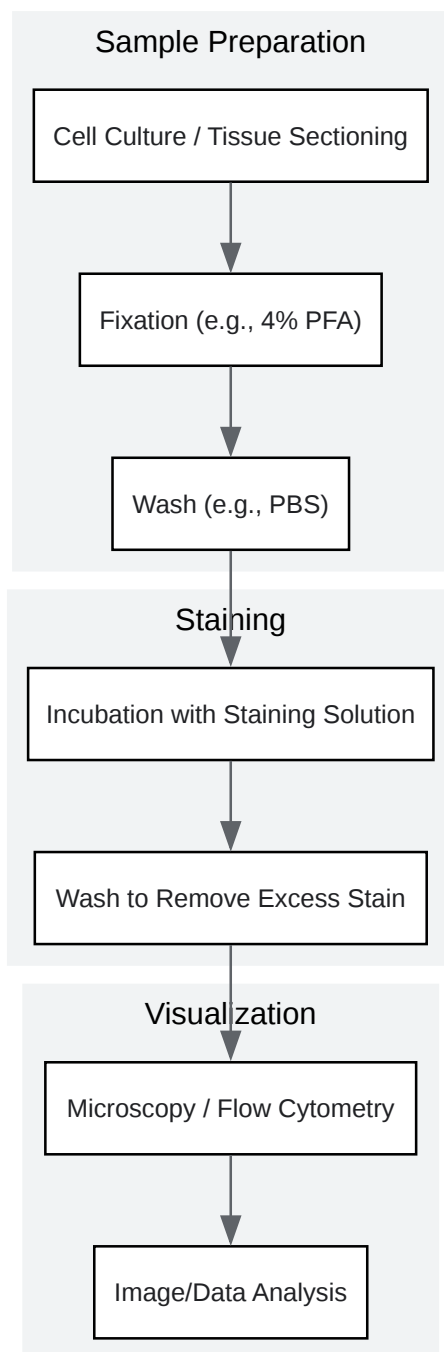 Sample Preparation
Cell Culture / Tissue Sectioning
Fixation (e.g., 4% PFA)
Wash (e.g., PBS)
Staining
Incubation with Staining Solution
Wash to Remove Excess Stain
Visualization
Microscopy / Flow Cytometry
Image/Data Analysis